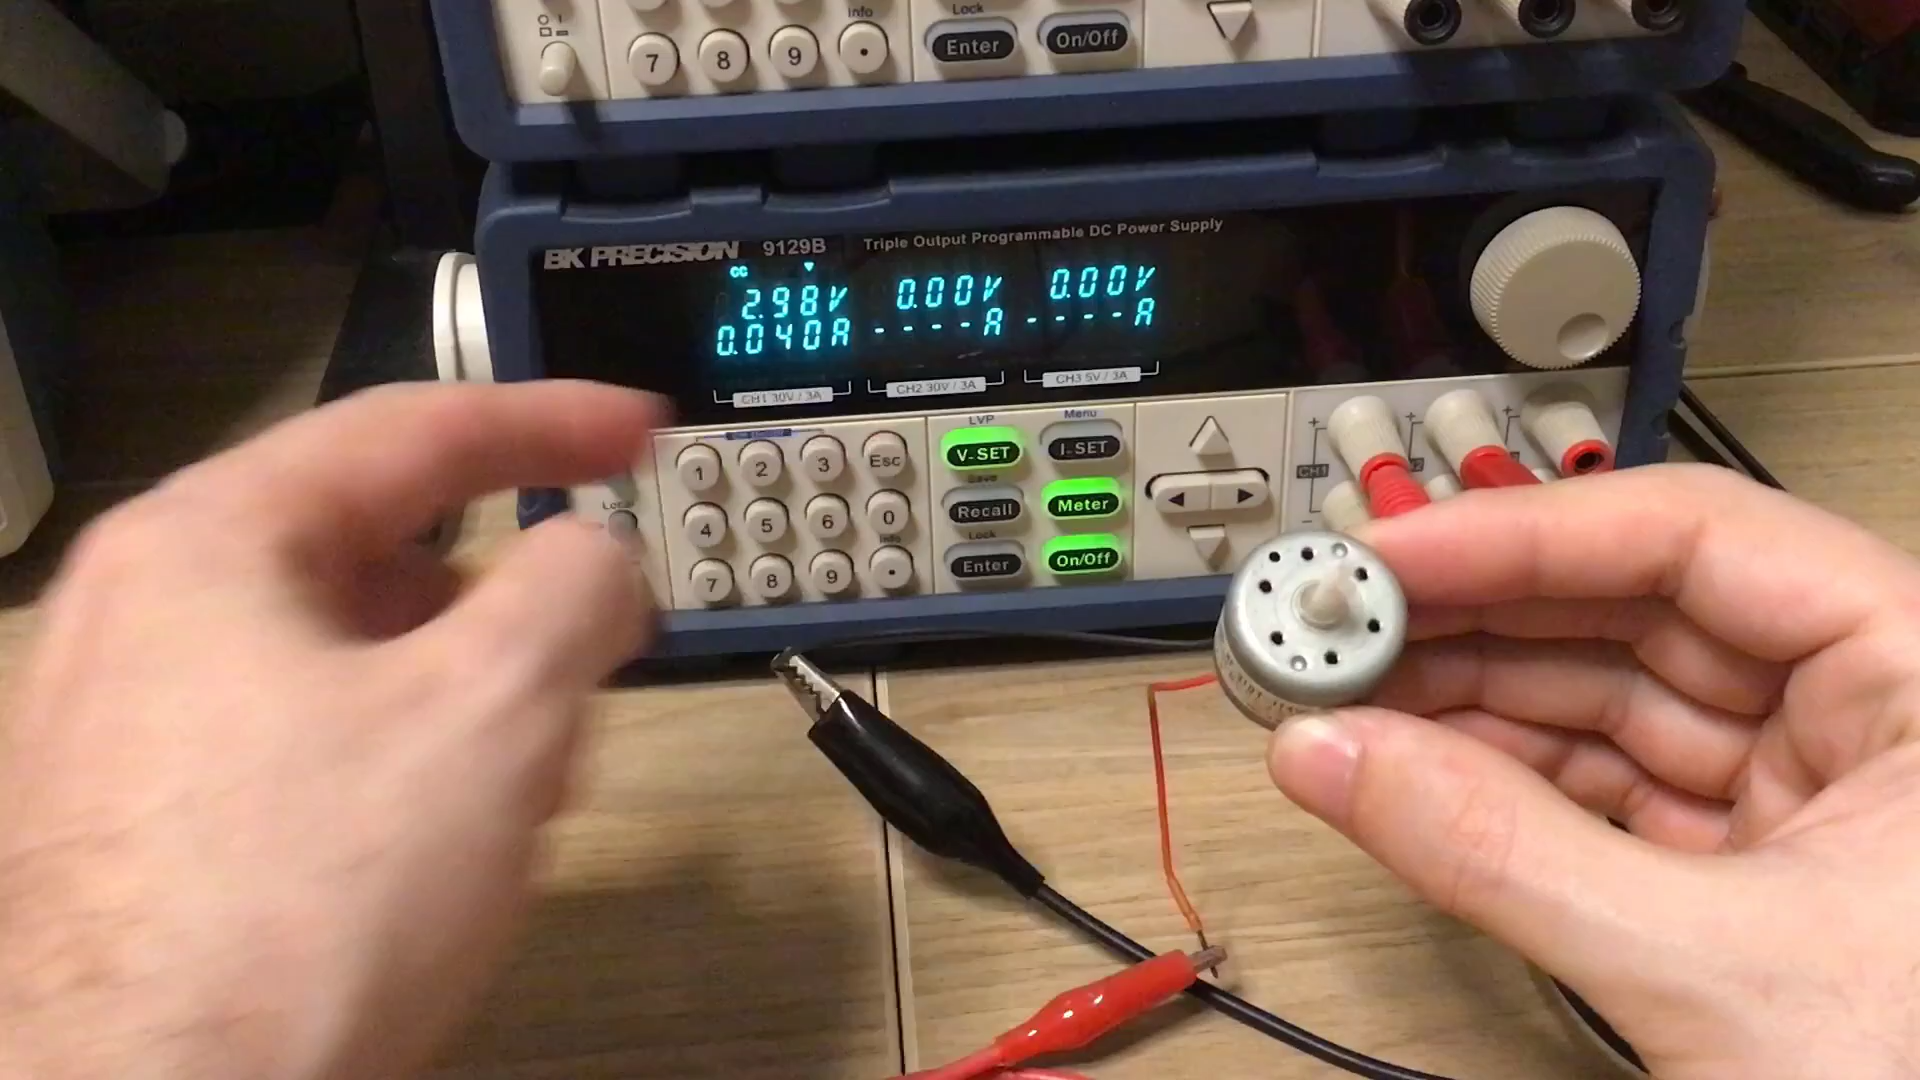 Info
Lock
7 8 9 •
Enter On/Off
BK PRECISION 9129B Triple Output Programmable DC Power Supply
CC
2.98V 0.00V 0.00V
0.040A ----A ----A
CH1 30V / 3A CH2 30V / 3A CH3 5V / 3A
LVP Menu
1 2 3 Esc V-SET I-SET
Save
Local
4 5 6 0 Recall Meter
Info Lock
7 8 9 • Enter On/Off
+ + +
CH1
−